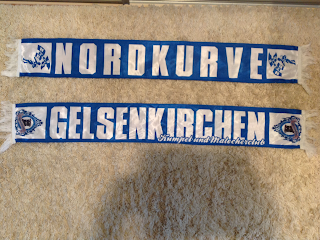 NORDKURVE
GELSENKIRCHEN
Kumpel und Malocherclub